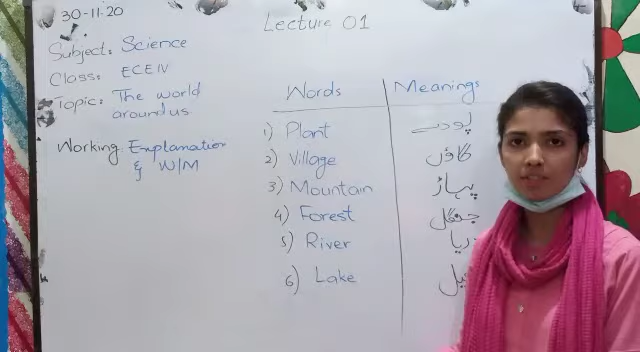 30-11-20
Lecture 01
Subject: Science
Class: ECE IV
Topic: The world
around us.
Working: Explanation
& W/M
Words Meanings
1) Plant پودے
2) Village گاؤں
3) Mountain پہاڑ
4) Forest جنگل
5) River دریا
6) Lake